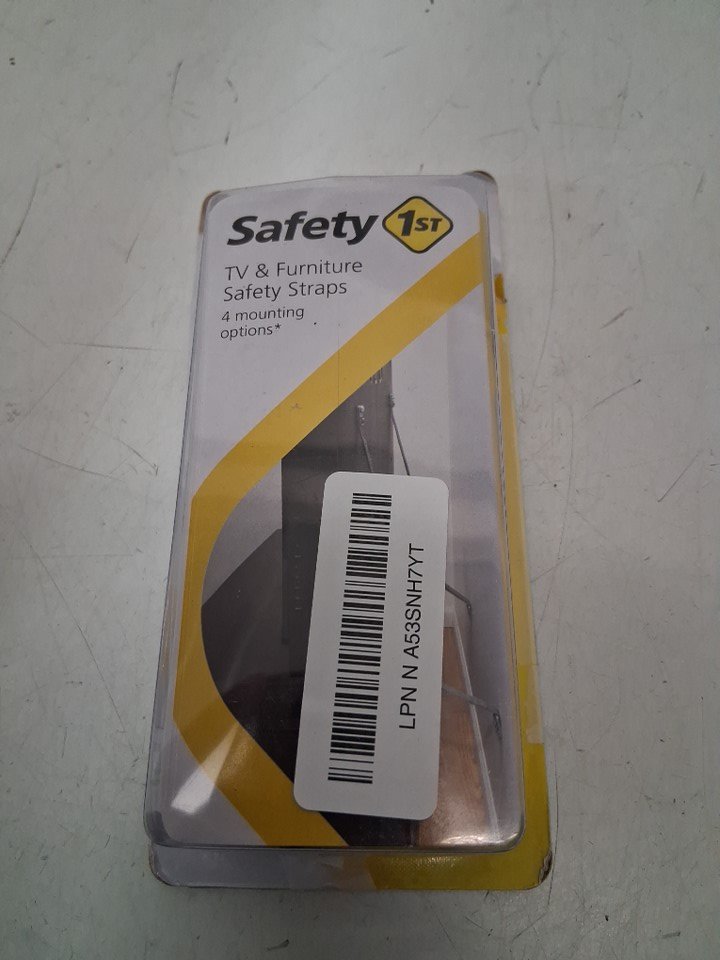 Safety 1ST
TV & Furniture
Safety Straps
4 mounting
options*
LPN N A53SNH7YT